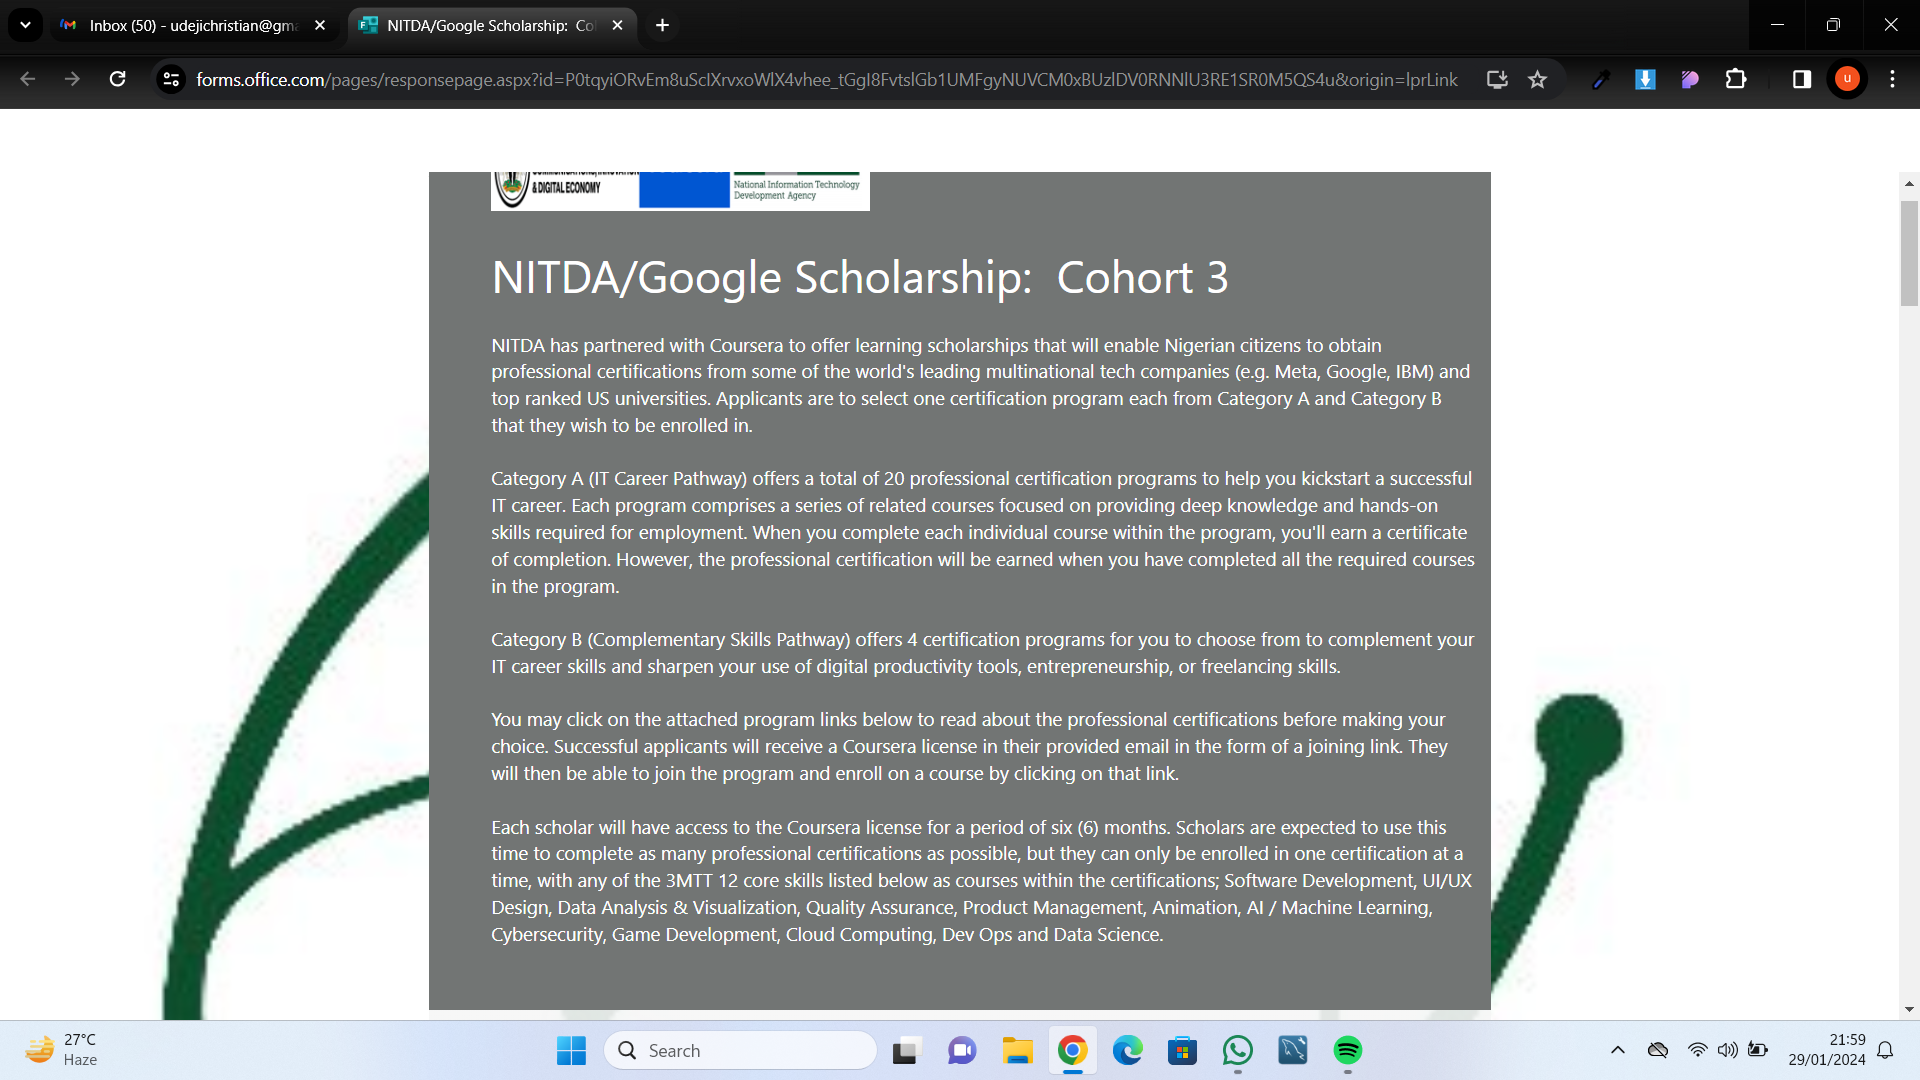 Inbox (50) - udejichristian@gma
NITDA/Google Scholarship: Co
forms.office.com/pages/responsepage.aspx?id=P0tqyiORvEm8uScIXrvxoWlX4vhee_tGgI8FvtslGb1UMFgyNUVCM0xBUzlDV0RNNlU3RE1SR0M5QS4u&origin=lprLink
u
& DIGITAL ECONOMY
National Information Technology
Development Agency
NITDA/Google Scholarship:  Cohort 3
NITDA has partnered with Coursera to offer learning scholarships that will enable Nigerian citizens to obtain
professional certifications from some of the world's leading multinational tech companies (e.g. Meta, Google, IBM) and
top ranked US universities. Applicants are to select one certification program each from Category A and Category B
that they wish to be enrolled in.
Category A (IT Career Pathway) offers a total of 20 professional certification programs to help you kickstart a successful
IT career. Each program comprises a series of related courses focused on providing deep knowledge and hands-on
skills required for employment. When you complete each individual course within the program, you'll earn a certificate
of completion. However, the professional certification will be earned when you have completed all the required courses
in the program.
Category B (Complementary Skills Pathway) offers 4 certification programs for you to choose from to complement your
IT career skills and sharpen your use of digital productivity tools, entrepreneurship, or freelancing skills.
You may click on the attached program links below to read about the professional certifications before making your
choice. Successful applicants will receive a Coursera license in their provided email in the form of a joining link. They
will then be able to join the program and enroll on a course by clicking on that link.
Each scholar will have access to the Coursera license for a period of six (6) months. Scholars are expected to use this
time to complete as many professional certifications as possible, but they can only be enrolled in one certification at a
time, with any of the 3MTT 12 core skills listed below as courses within the certifications; Software Development, UI/UX
Design, Data Analysis & Visualization, Quality Assurance, Product Management, Animation, AI / Machine Learning,
Cybersecurity, Game Development, Cloud Computing, Dev Ops and Data Science.
27°C
Haze
Search
21:59
29/01/2024